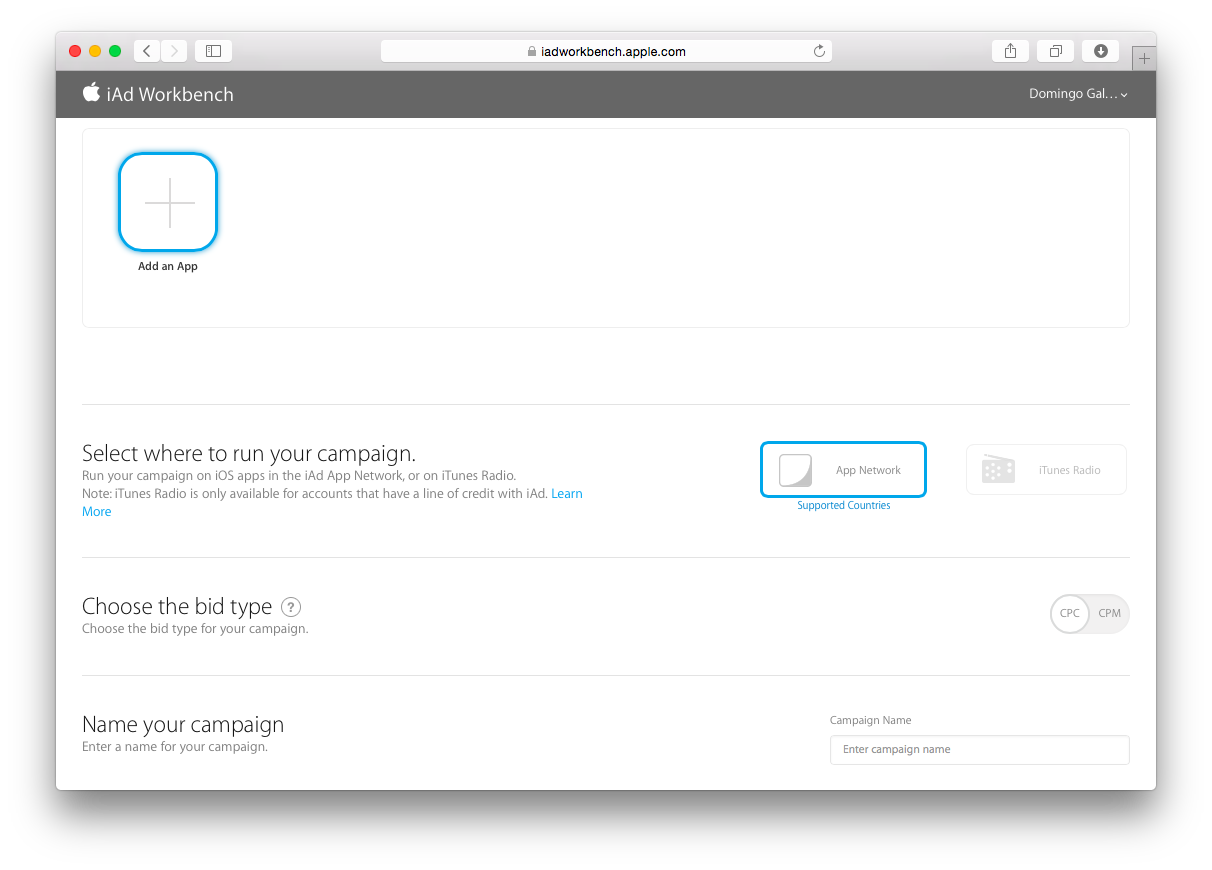 iadworkbench.apple.com
iAd Workbench
Domingo Gal...
Add an App
Select where to run your campaign.
Run your campaign on iOS apps in the iAd App Network, or on iTunes Radio.
Note: iTunes Radio is only available for accounts that have a line of credit with iAd. Learn
More
App Network
Supported Countries
iTunes Radio
Choose the bid type ?
Choose the bid type for your campaign.
CPC
CPM
Name your campaign
Enter a name for your campaign.
Campaign Name
Enter campaign name